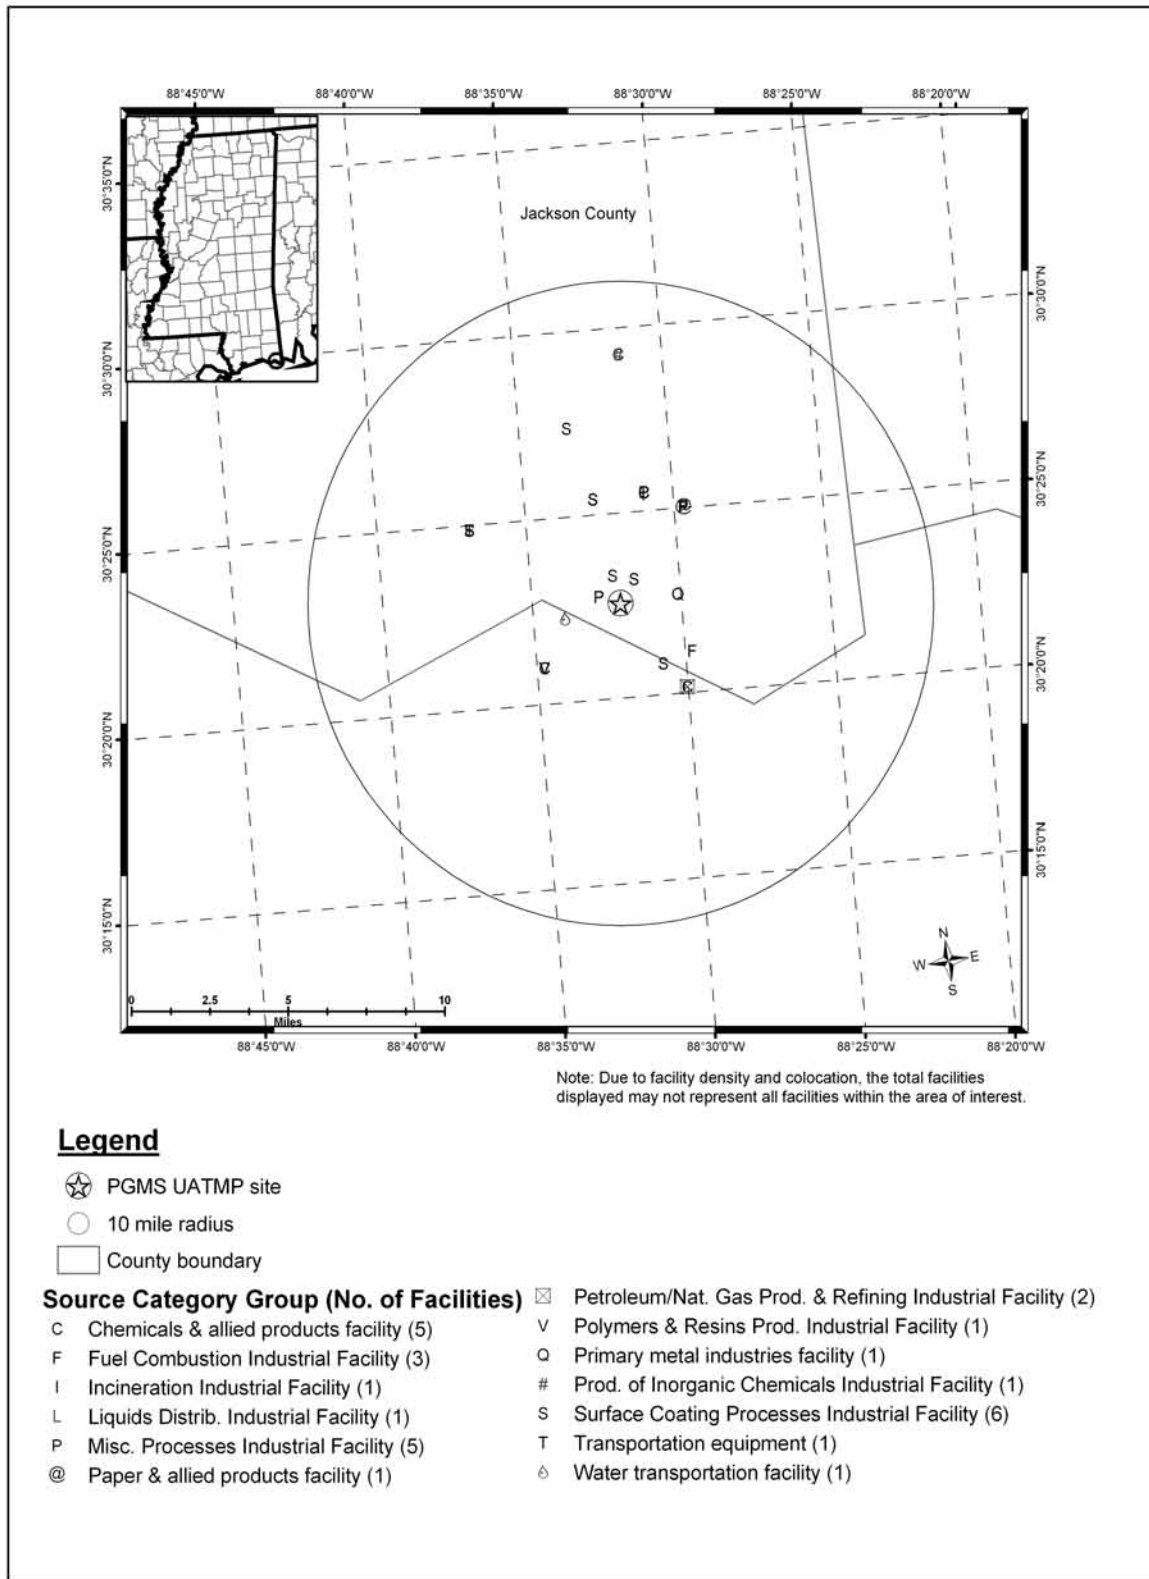 88°45'0"W 88°40'0"W 88°35'0"W 88°30'0"W 88°25'0"W 88°20'0"W
30°35'0"N
30°30'0"N
30°25'0"N
30°20'0"N
30°15'0"N
30°30'0"N
30°25'0"N
30°20'0"N
30°15'0"N
Jackson County
S
S
S S
P Q
F
S
C
N
W E
S
0 2.5 5 10
Miles
88°45'0"W 88°40'0"W 88°35'0"W 88°30'0"W 88°25'0"W 88°20'0"W
Note: Due to facility density and colocation, the total facilities
displayed may not represent all facilities within the area of interest.
Legend
PGMS UATMP site
10 mile radius
County boundary
Source Category Group (No. of Facilities)
C Chemicals & allied products facility (5)
F Fuel Combustion Industrial Facility (3)
I Incineration Industrial Facility (1)
L Liquids Distrib. Industrial Facility (1)
P Misc. Processes Industrial Facility (5)
@ Paper & allied products facility (1)
Petroleum/Nat. Gas Prod. & Refining Industrial Facility (2)
V Polymers & Resins Prod. Industrial Facility (1)
Q Primary metal industries facility (1)
# Prod. of Inorganic Chemicals Industrial Facility (1)
S Surface Coating Processes Industrial Facility (6)
T Transportation equipment (1)
Water transportation facility (1)